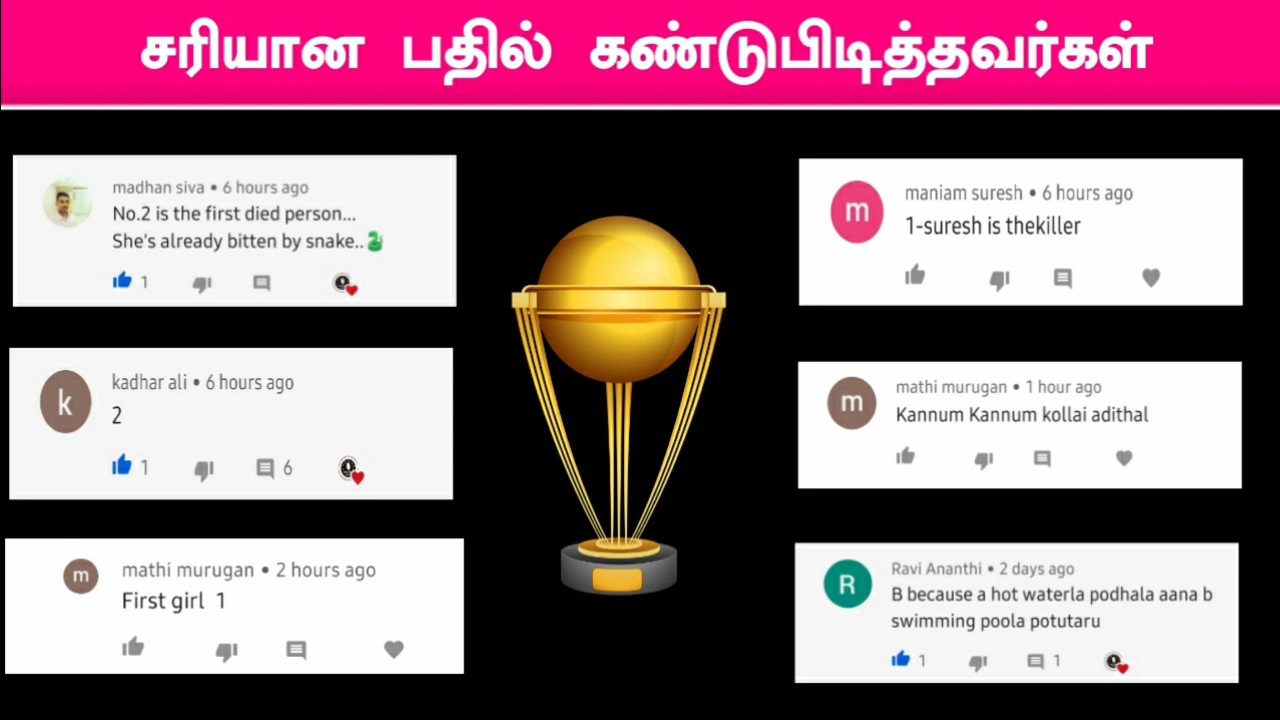 சரியான பதில் கண்டுபிடித்தவர்கள்
madhan siva • 6 hours ago
No.2 is the first died person...
She's already bitten by snake..🐍
1
kadhar ali • 6 hours ago
k
2
1 6
mathi murugan • 2 hours ago
m
First girl 1
maniam suresh • 6 hours ago
m
1-suresh is thekiller
mathi murugan • 1 hour ago
m
Kannum Kannum kollai adithal
Ravi Ananthi • 2 days ago
R
B because a hot waterla podhala aana b
swimming poola potutaru
1 1